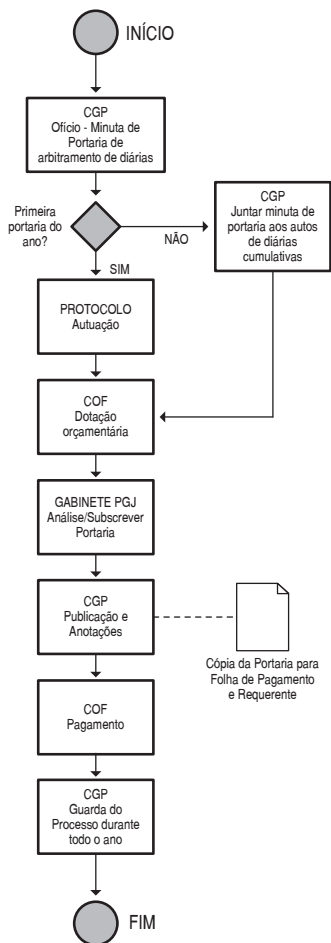 INÍCIO
CGP
Ofício - Minuta de
Portaria de
arbitramento de diárias
Primeira
portaria do
ano?
NÃO
CGP
Juntar minuta de
portaria aos autos
de diárias
cumulativas
SIM
PROTOCOLO
Autuação
COF
Dotação
orçamentária
GABINETE PGJ
Análise/Subscrever
Portaria
CGP
Publicação e
Anotações
Cópia da Portaria para
Folha de Pagamento
e Requerente
COF
Pagamento
CGP
Guarda do
Processo durante
todo o ano
FIM